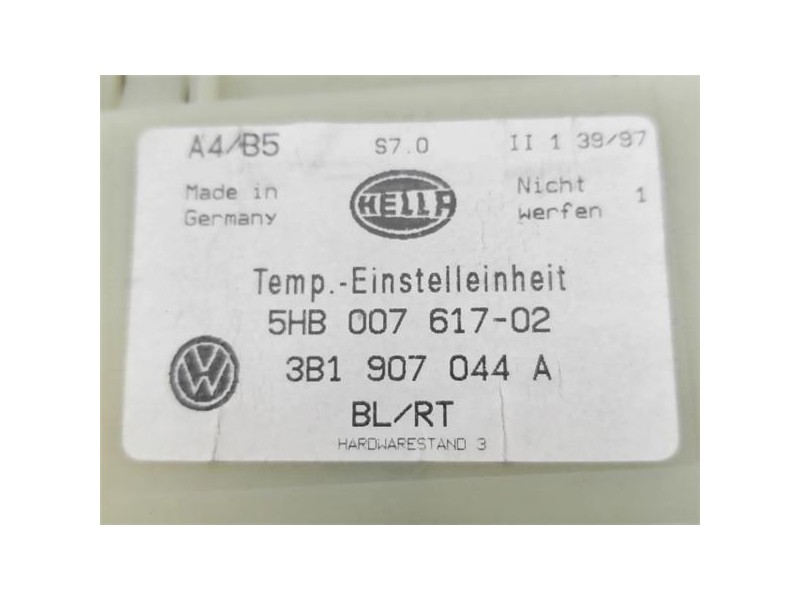 A4/B5 S7.0 II 1 39/97
Made in Germany
HELLA
Nicht werfen 1
Temp.-Einstelleinheit
5HB 007 617-02
VW
3B1 907 044 A
BL/RT
HARDWARESTAND 3